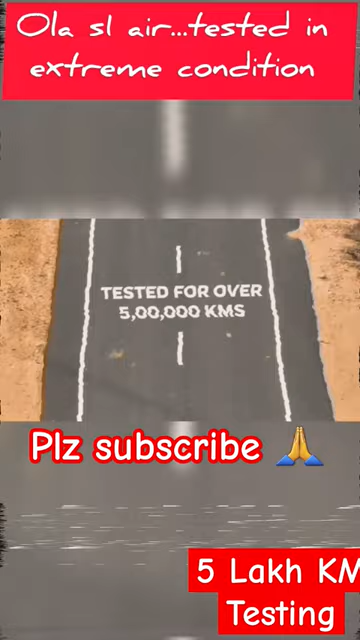 Ola sl air...tested in
extreme condition
TESTED FOR OVER
5,00,000 KMS
Plz subscribe 🙏
5 Lakh KM
Testing